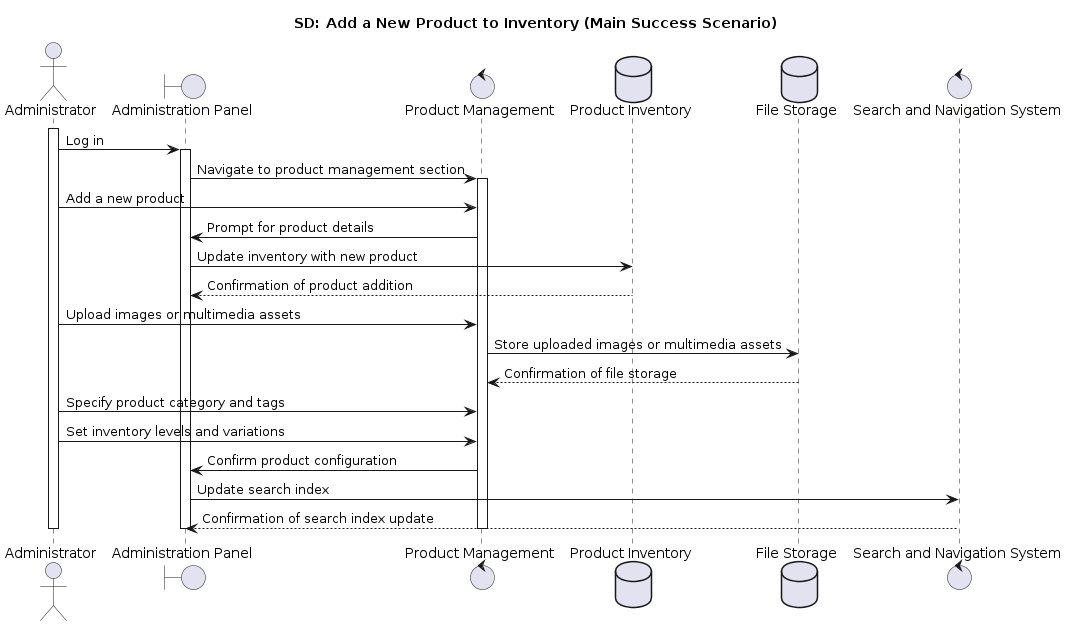 SD: Add a New Product to Inventory (Main Success Scenario)
Administrator
Administration Panel
Product Management
Product Inventory
File Storage
Search and Navigation System
Log in
Navigate to product management section
Add a new product
Prompt for product details
Update inventory with new product
Confirmation of product addition
Upload images or multimedia assets
Store uploaded images or multimedia assets
Confirmation of file storage
Specify product category and tags
Set inventory levels and variations
Confirm product configuration
Update search index
Confirmation of search index update
Administrator
Administration Panel
Product Management
Product Inventory
File Storage
Search and Navigation System